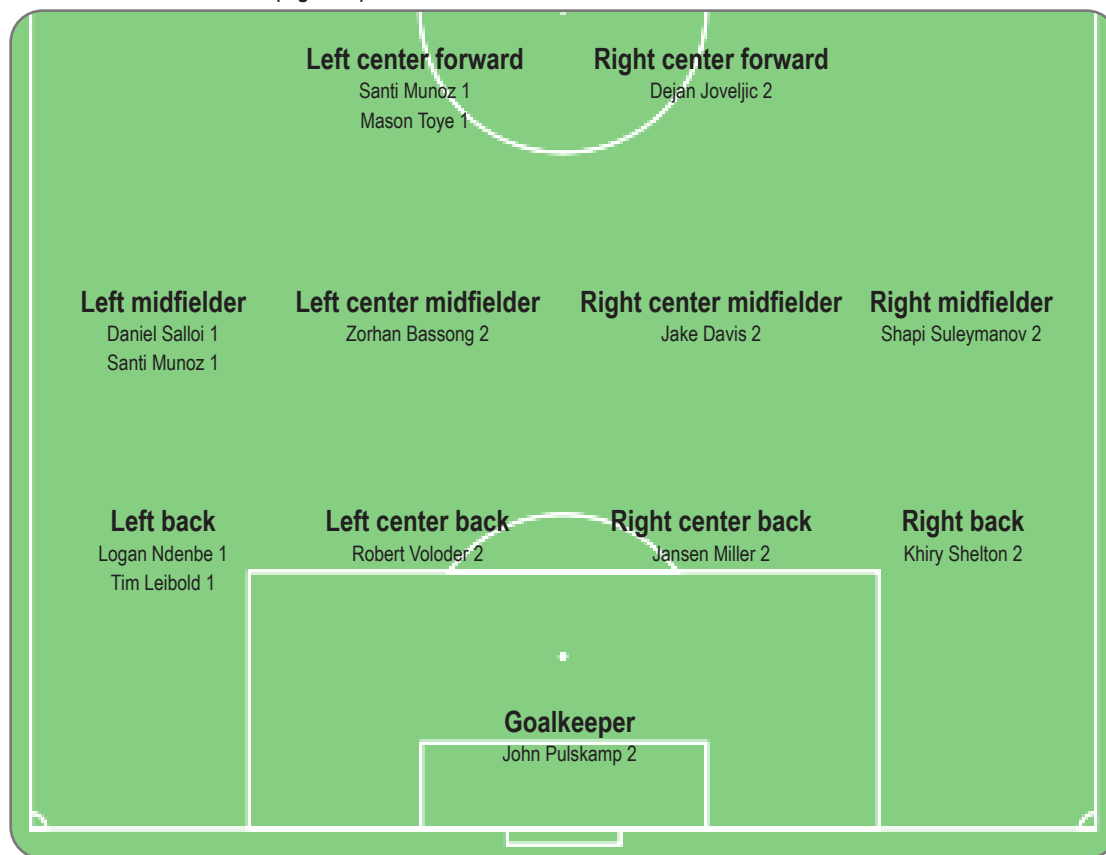 Left center forward
Santi Munoz 1
Mason Toye 1
Right center forward
Dejan Joveljic 2
Left midfielder
Daniel Salloi 1
Santi Munoz 1
Left center midfielder
Zorhan Bassong 2
Right center midfielder
Jake Davis 2
Right midfielder
Shapi Suleymanov 2
Left back
Logan Ndenbe 1
Tim Leibold 1
Left center back
Robert Voloder 2
Right center back
Jansen Miller 2
Right back
Khiry Shelton 2
Goalkeeper
John Pulskamp 2